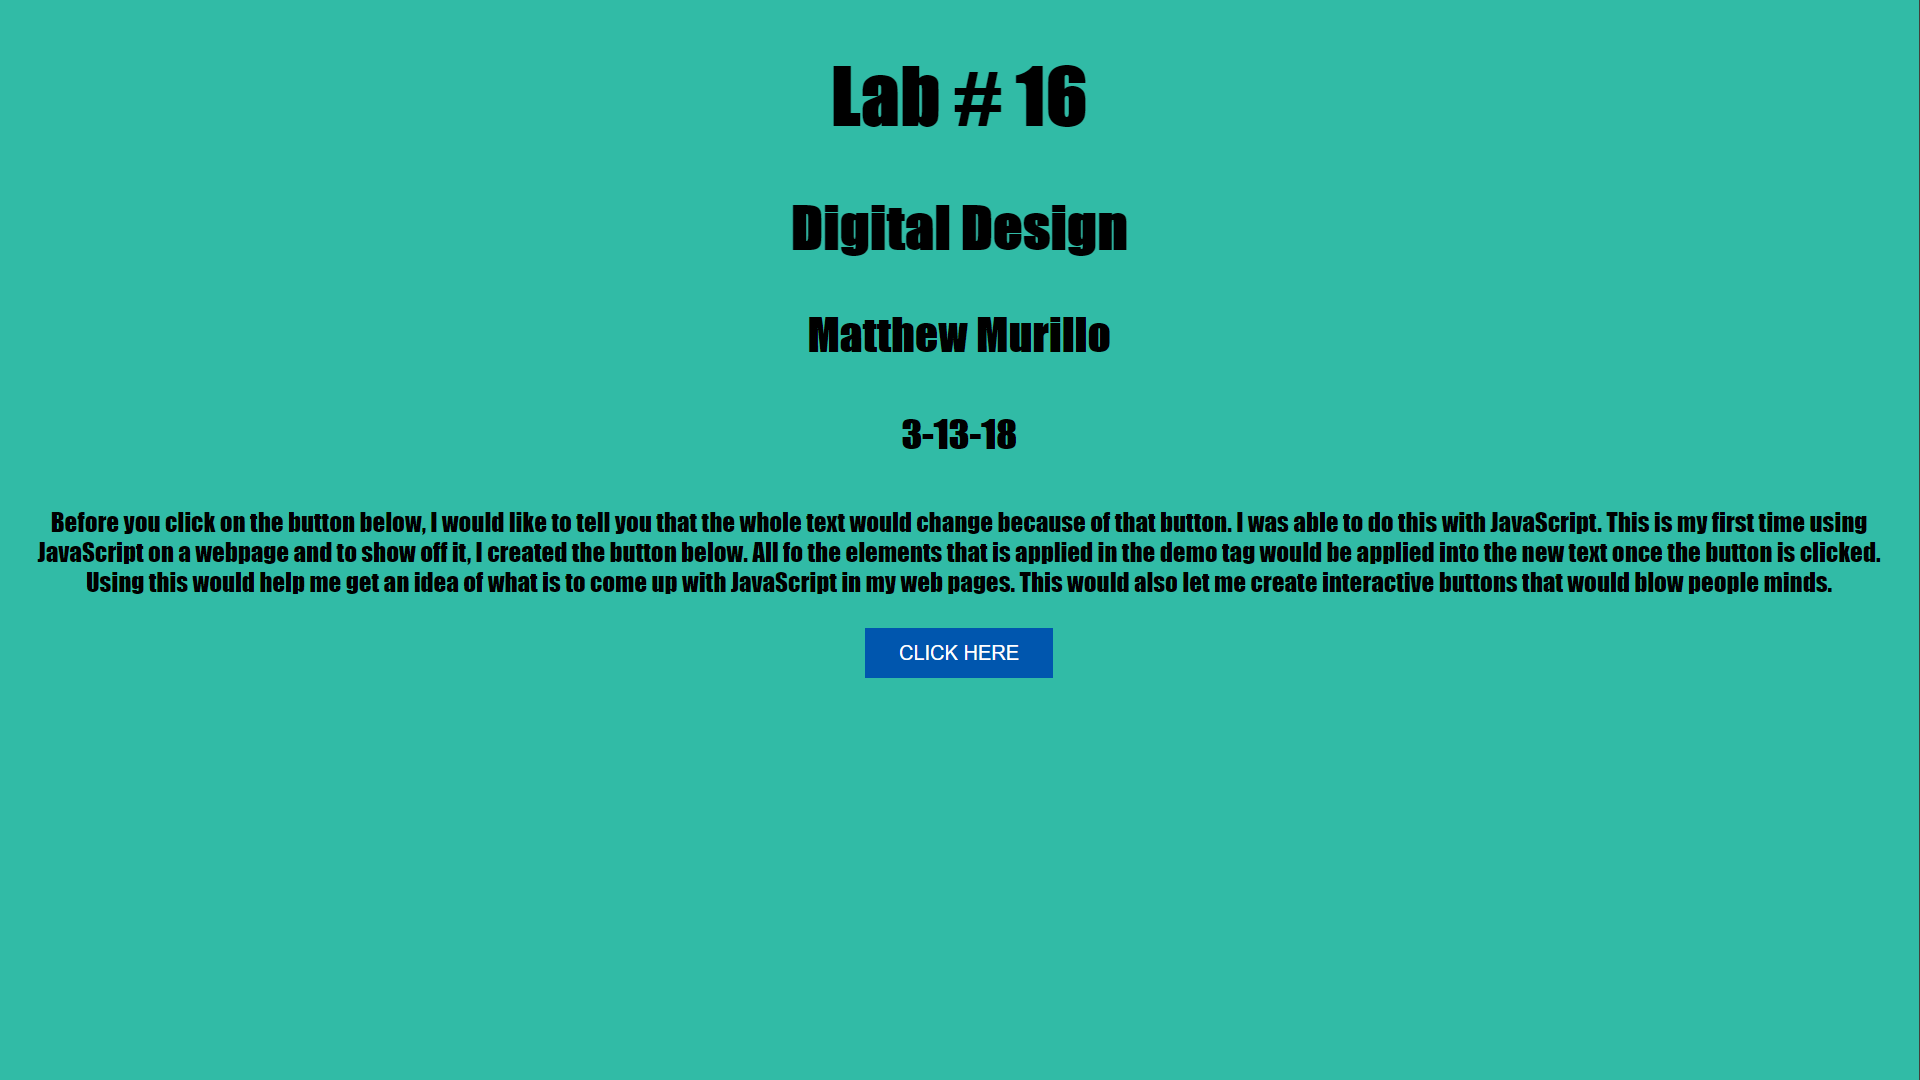 Lab # 16
Digital Design
Matthew Murillo
3-13-18
Before you click on the button below, I would like to tell you that the whole text would change because of that button. I was able to do this with JavaScript. This is my first time using
JavaScript on a webpage and to show off it, I created the button below. All fo the elements that is applied in the demo tag would be applied into the new text once the button is clicked.
Using this would help me get an idea of what is to come up with JavaScript in my web pages. This would also let me create interactive buttons that would blow people minds.
CLICK HERE